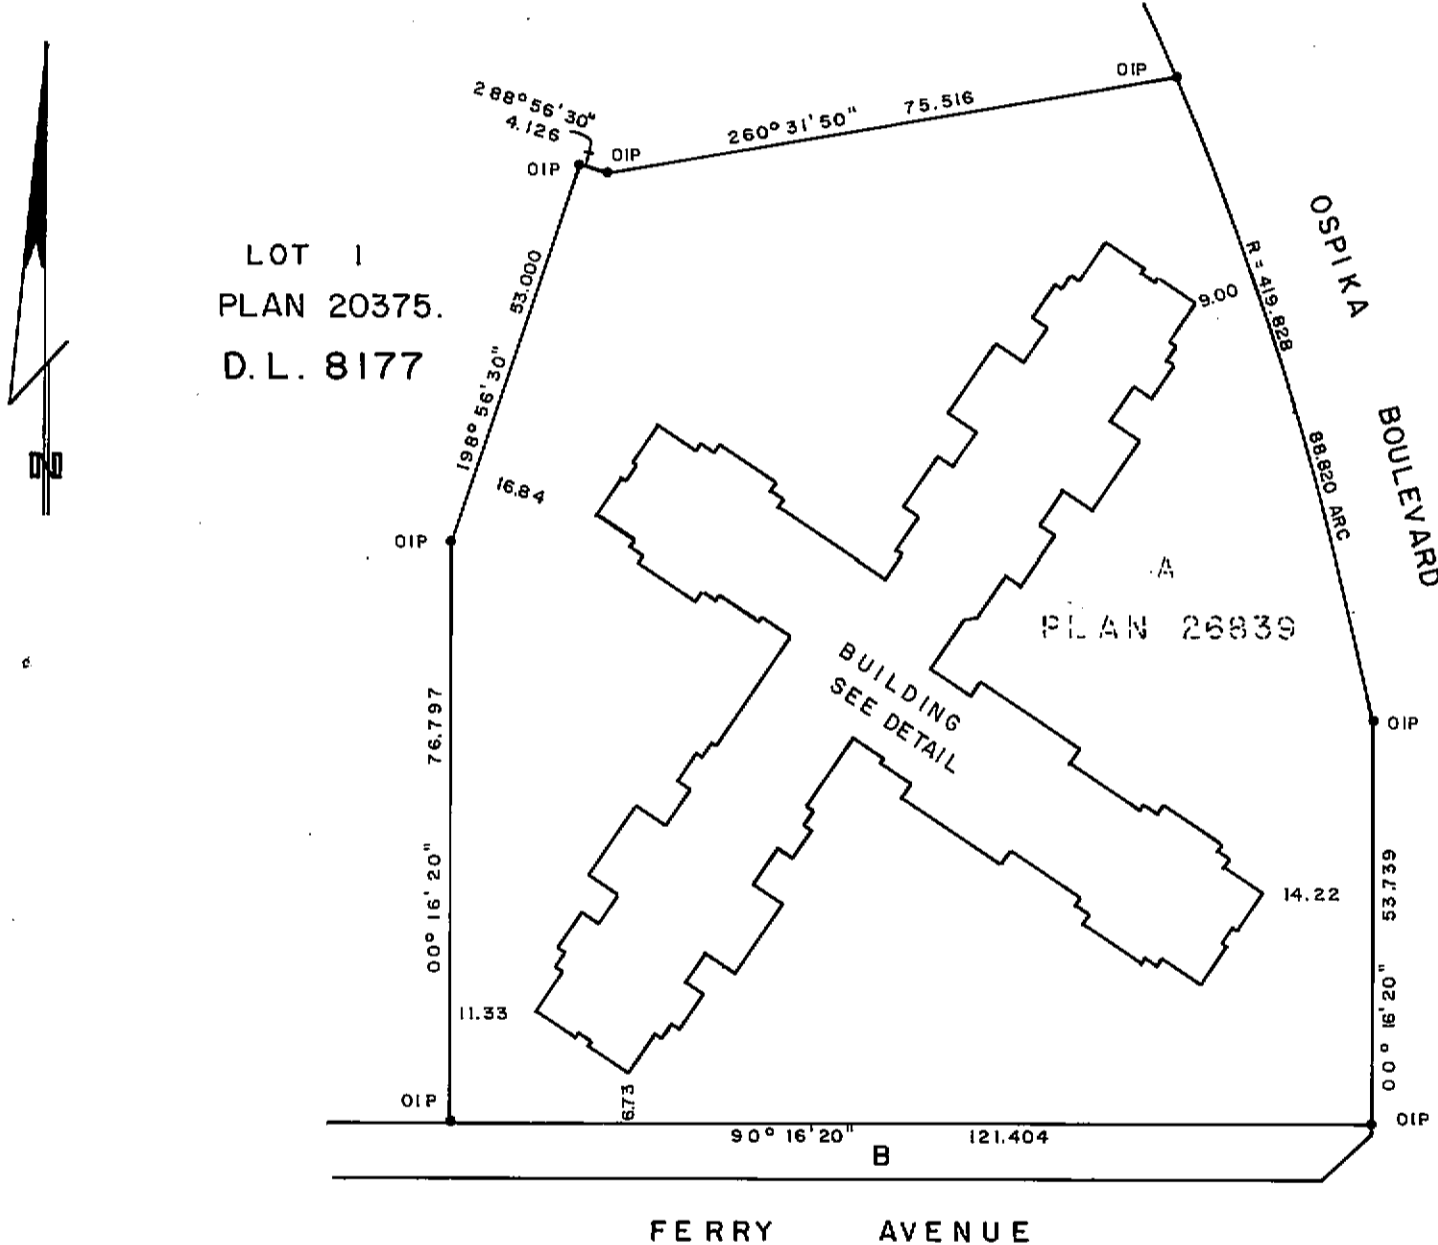 OIP
288°56'30"
4.126
260°31'50" 75.516
OIP
OIP
LOT 1
PLAN 20375.
D.L. 8177
198°56'30" 53.000
OSPIKA
BOULEVARD
R = 419.828
88.820 ARC
9.00
16.84
N
OIP
A
PLAN 26839
BUILDING
SEE DETAIL
OIP
00°16'20" 76.797
14.22
00°16'20" 53.739
11.33
6.73
OIP
OIP
90°16'20" 121.404
B
FERRY AVENUE